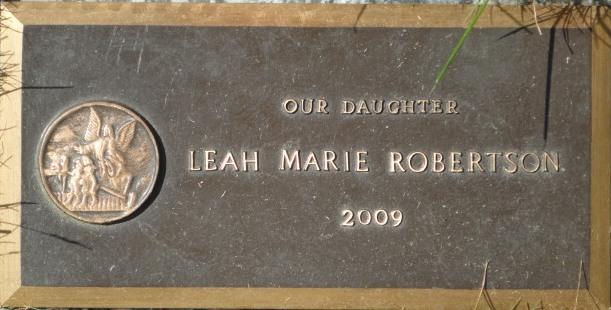 OUR DAUGHTER
LEAH MARIE ROBERTSON
2009